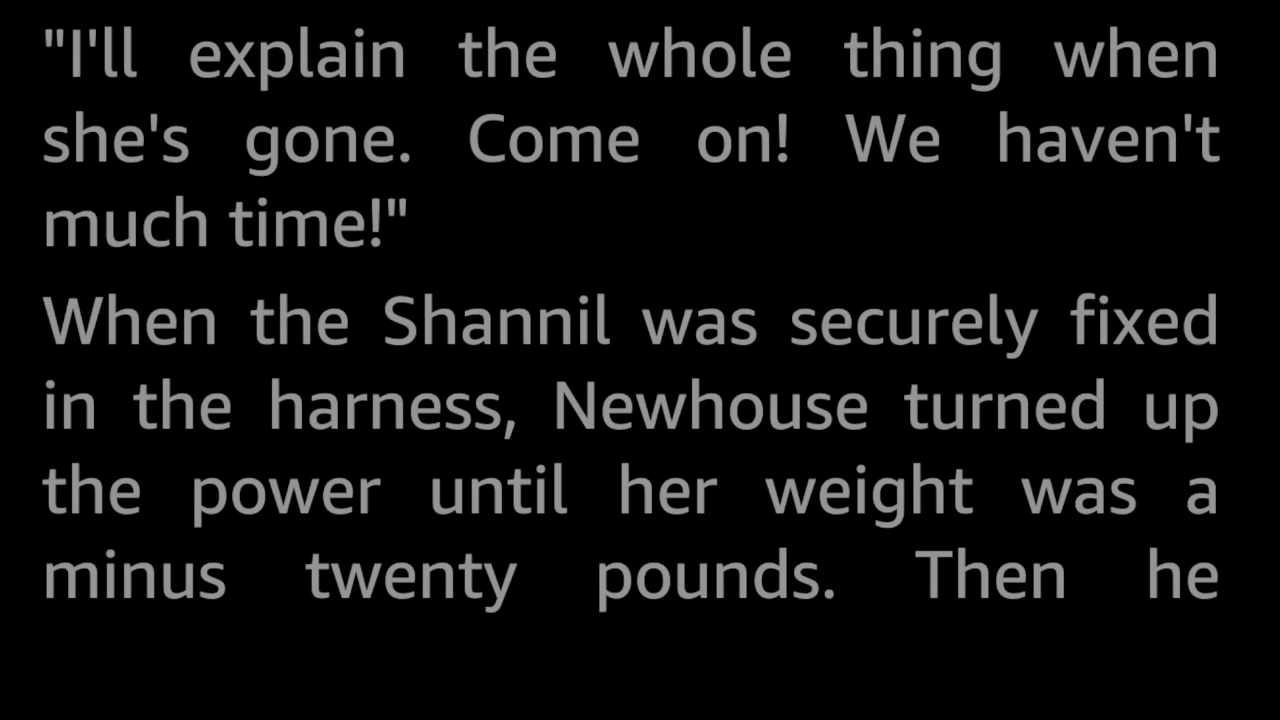 "I'll explain the whole thing when
she's gone. Come on! We haven't
much time!"
When the Shannil was securely fixed
in the harness, Newhouse turned up
the power until her weight was a
minus twenty pounds. Then he